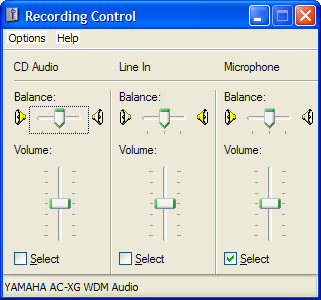 Recording Control
Options Help
CD Audio Line In Microphone
Balance: Balance: Balance:
Volume: Volume: Volume:
Select Select Select
YAMAHA AC-XG WDM Audio